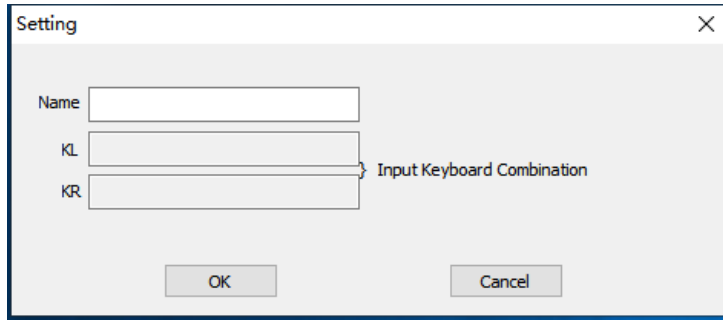 Setting
Name
KL
} Input Keyboard Combination
KR
OK
Cancel